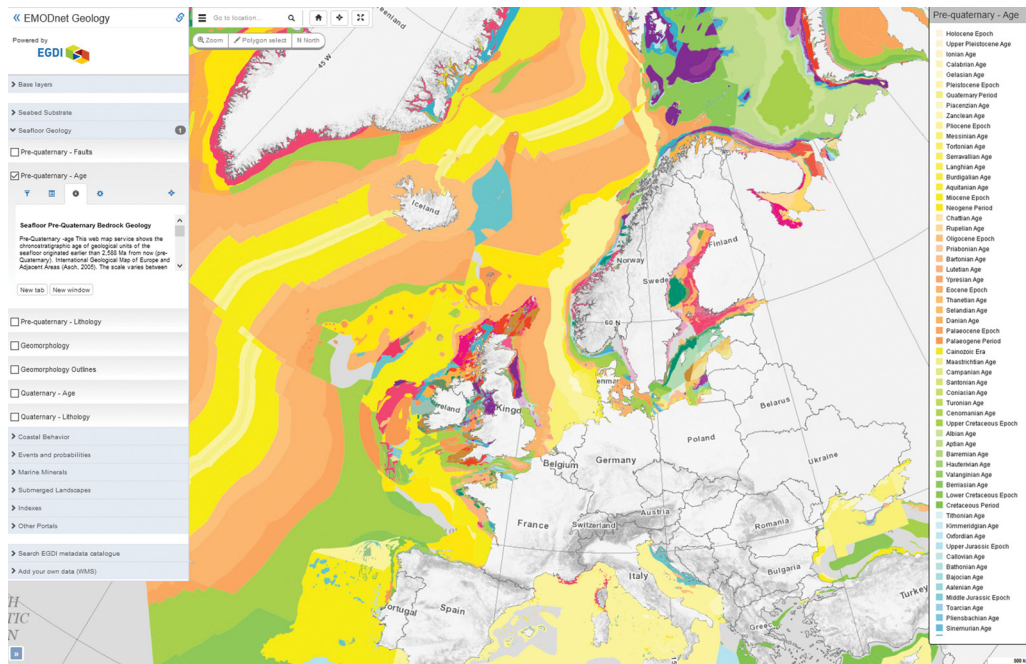 « EMODnet Geology
Powered by
EGDI
Base layers
Seabed Substrate
Seafloor Geology
Pre-quaternary - Faults
Pre-quaternary - Age
Seafloor Pre-Quaternary Bedrock Geology
Pre-Quaternary -age This web map service shows the
chronostratigraphic age of geological units of the
seafloor originated earlier than 2,588 Ma from now (pre-
Quaternary). International Geological Map of Europe and
Adjacent Areas (Asch, 2005). The scale varies between
New tab New window
Pre-quaternary - Lithology
Geomorphology
Geomorphology Outlines
Quaternary - Age
Quaternary - Lithology
Coastal Behavior
Events and probabilities
Marine Minerals
Submerged Landscapes
Indexes
Other Portals
Search EGDI metadata catalogue
Add your own data (WMS)
Go to location...
Zoom Polygon select N North
45 W
Iceland
Norway
Finland
60 N
Belarus
Poland
Ukraine
Belgium
Germany
France
Switzerland
Austria
Romania
Bulgaria
Italy
Spain
Turkey
Pre-quaternary - Age
Holocene Epoch
Upper Pleistocene Age
Ionian Age
Calabrian Age
Gelasian Age
Pleistocene Epoch
Quaternary Period
Piacenzian Age
Zanclean Age
Pliocene Epoch
Messinian Age
Tortonian Age
Serravallian Age
Langhian Age
Burdigalian Age
Aquitanian Age
Miocene Epoch
Neogene Period
Chattian Age
Rupelian Age
Oligocene Epoch
Priabonian Age
Bartonian Age
Lutetian Age
Ypresian Age
Eocene Epoch
Thanetian Age
Selandian Age
Danian Age
Palaeocene Epoch
Palaeogene Period
Cainozoic Era
Maastrichtian Age
Campanian Age
Santonian Age
Coniacian Age
Turonian Age
Cenomanian Age
Upper Cretaceous Epoch
Albian Age
Aptian Age
Barremian Age
Hauterivian Age
Valanginian Age
Berriasian Age
Lower Cretaceous Epoch
Cretaceous Period
Tithonian Age
Kimmeridgian Age
Oxfordian Age
Upper Jurassic Epoch
Callovian Age
Bathonian Age
Bajocian Age
Aalenian Age
Middle Jurassic Epoch
Toarcian Age
Pliensbachian Age
Sinemurian Age